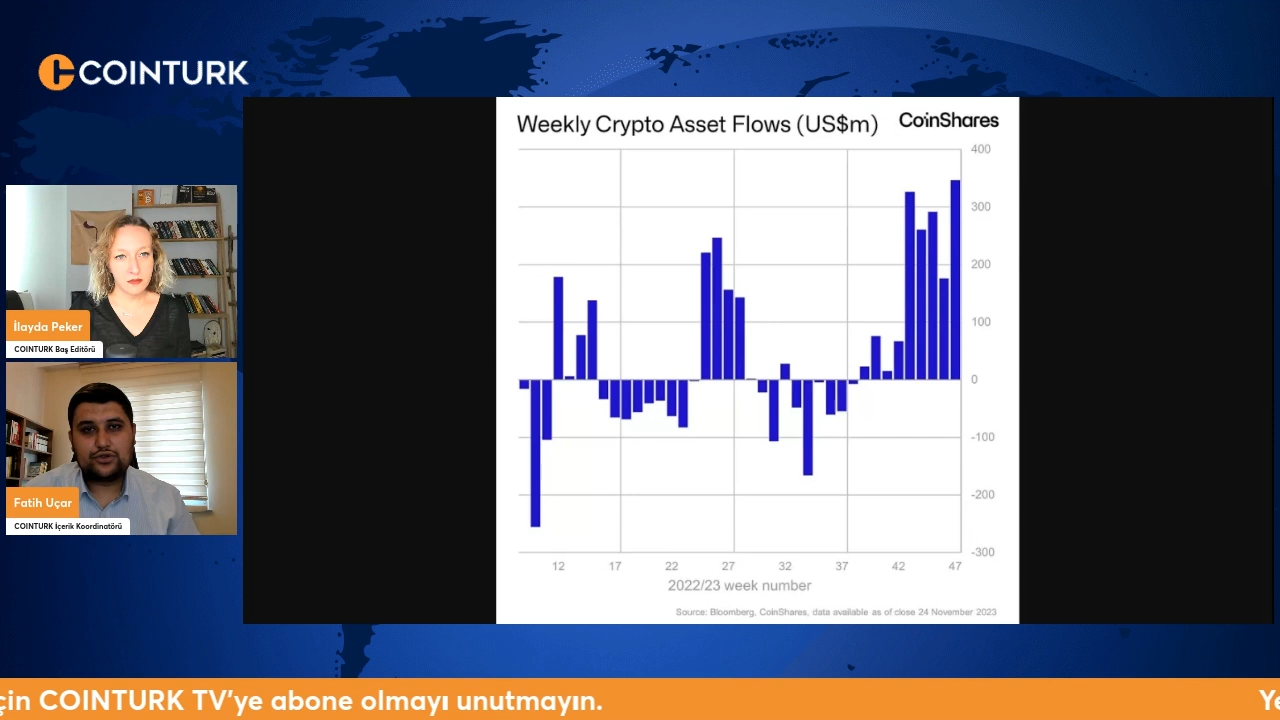 COINTURK
Weekly Crypto Asset Flows (US$m)
CoinShares
400
300
200
100
0
-100
-200
-300
12 17 22 27 32 37 42 47
2022/23 week number
Source: Bloomberg, CoinShares, data available as of close 24 November 2023
İlayda Peker
COINTURK Baş Editörü
Fatih Uçar
COINTURK İçerik Koordinatörü
çin COINTURK TV'ye abone olmayı unutmayın.
Ye